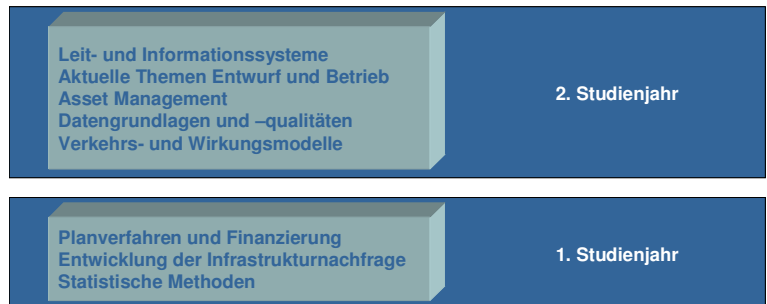 Leit- und Informationssysteme
Aktuelle Themen Entwurf und Betrieb
Asset Management
Datengrundlagen und –qualitäten
Verkehrs- und Wirkungsmodelle
2. Studienjahr
Planverfahren und Finanzierung
Entwicklung der Infrastrukturnachfrage
Statistische Methoden
1. Studienjahr